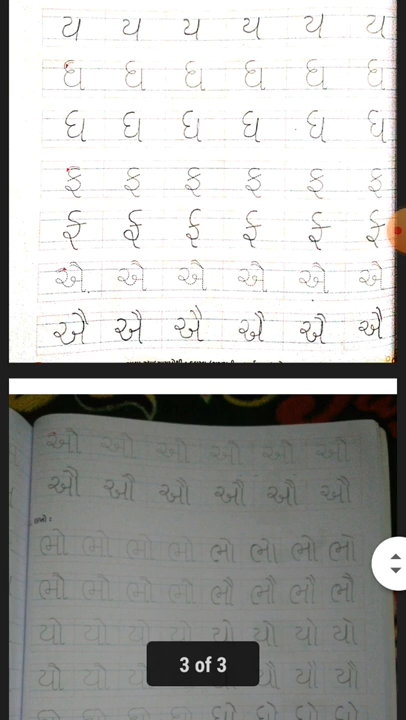 ય ય ય ય ય ય
ઘ ઘ ઘ ઘ ઘ ઘ
ઘ ઘ ઘ ઘ ઘ ઘ
ફ ફ ફ ફ ફ ફ
ફ ફ ફ ફ ફ ફ
ઐ ઐ ઐ ઐ ઐ ઐ
ઐ ઐ ઐ ઐ ઐ ઐ
ઓ ઓ ઓ ઓ ઓ ઓ
ઔ ઔ ઔ ઔ ઔ ઔ
ભો ભો ભો ભો ભો ભો ભો ભો
ભૌ ભૌ ભૌ ભૌ ભૌ ભૌ ભૌ ભૌ
યો યો યો યો યો યો યો યો
યૌ યૌ યૌ યૌ યૌ
3 of 3